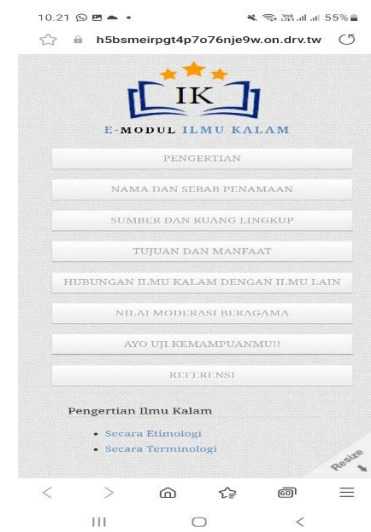 10.21
55%
h5bsmeirpgt4p7o76nje9w.on.drv.tw
IK
E-MODUL ILMU KALAM
PENGERTIAN
NAMA DAN SEBAB PENAMAAN
SUMBER DAN RUANG LINGKUP
TUJUAN DAN MANFAAT
HUBUNGAN ILMU KALAM DENGAN ILMU LAIN
NILAI MODERASI BERAGAMA
AYO UJI KEMAMPUANMU!!
REFERENSI
Pengertian Ilmu Kalam
• Secara Etimologi
• Secara Terminologi
Resize